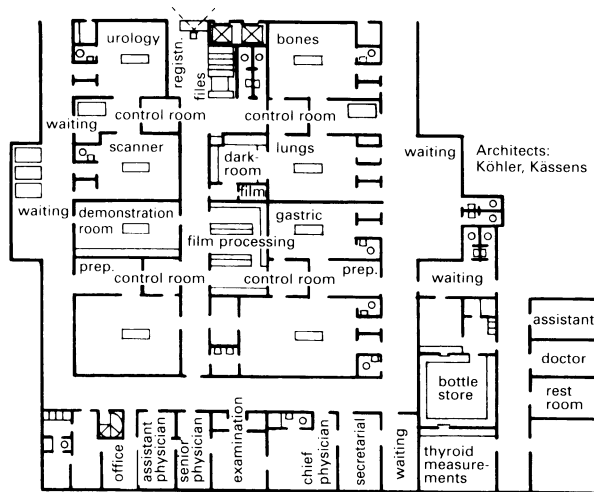 urology
registn.
files
bones
waiting
control room
control room
scanner
dark-
room
lungs
film
waiting
Architects:
Köhler, Kässens
waiting
demonstration
room
gastric
film processing
prep.
control room
control room
prep.
waiting
assistant
doctor
bottle
store
rest
room
office
assistant
physician
senior
physician
examination
chief
physician
secretarial
waiting
thyroid
measure-
ments